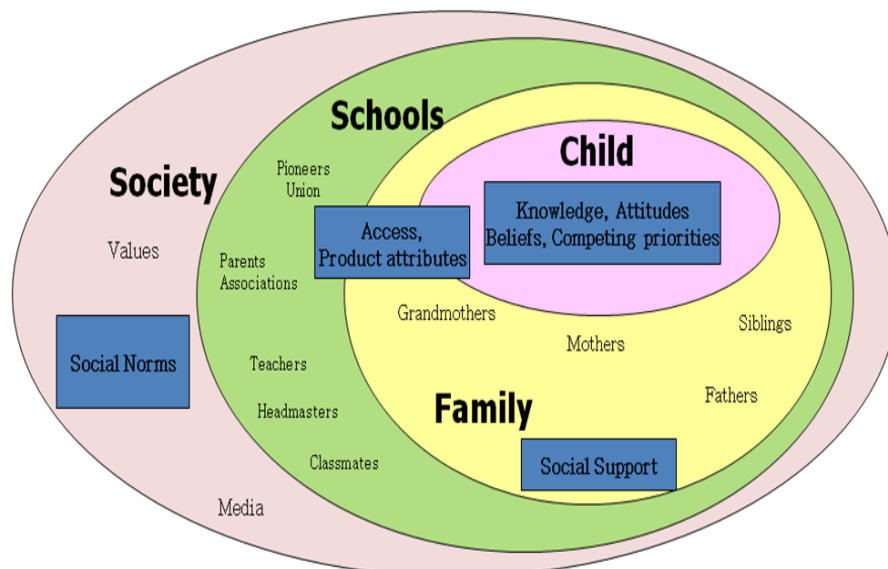 Schools
Child
Society
Pioneers
Union
Knowledge, Attitudes
Beliefs, Competing priorities
Access,
Product attributes
Values
Parents
Associations
Grandmothers
Siblings
Mothers
Social Norms
Teachers
Fathers
Headmasters
Family
Classmates
Social Support
Media